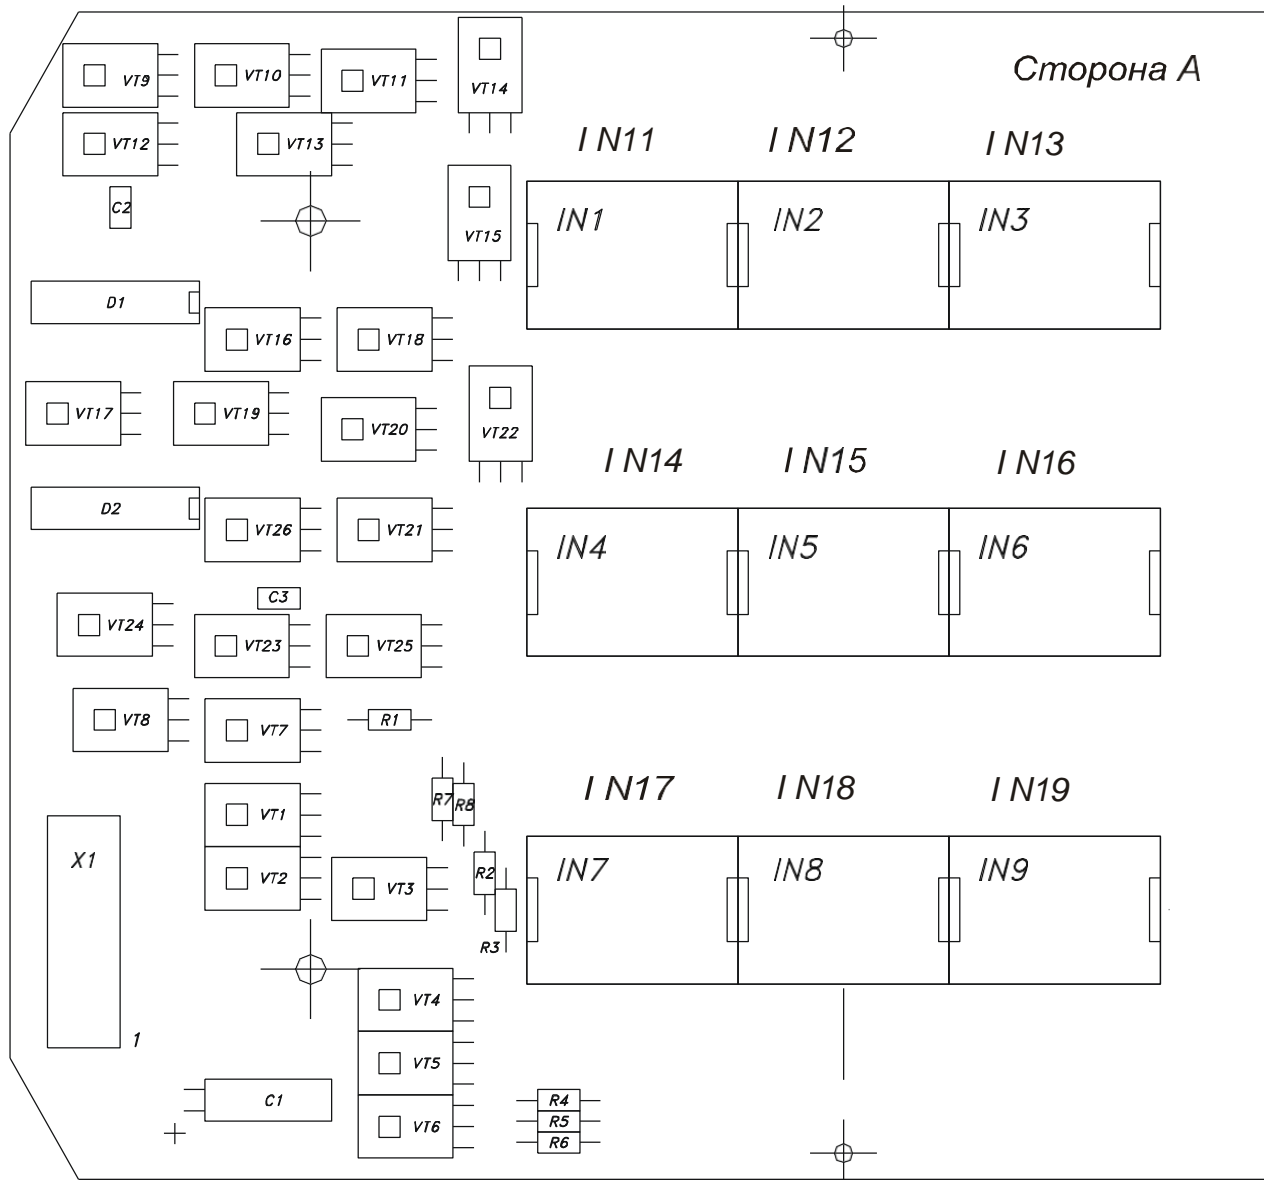 Сторона А
VT9
VT10
VT11
VT14
VT12
VT13
I N11
I N12
I N13
C2
VT15
IN1
IN2
IN3
D1
VT16
VT18
VT17
VT19
VT20
VT22
I N14
I N15
I N16
D2
VT26
VT21
IN4
IN5
IN6
C3
VT24
VT23
VT25
VT8
VT7
R1
I N17
I N18
I N19
R7
R8
VT1
X1
VT2
VT3
R2
IN7
IN8
IN9
R3
VT4
1
VT5
C1
R4
R5
VT6
R6